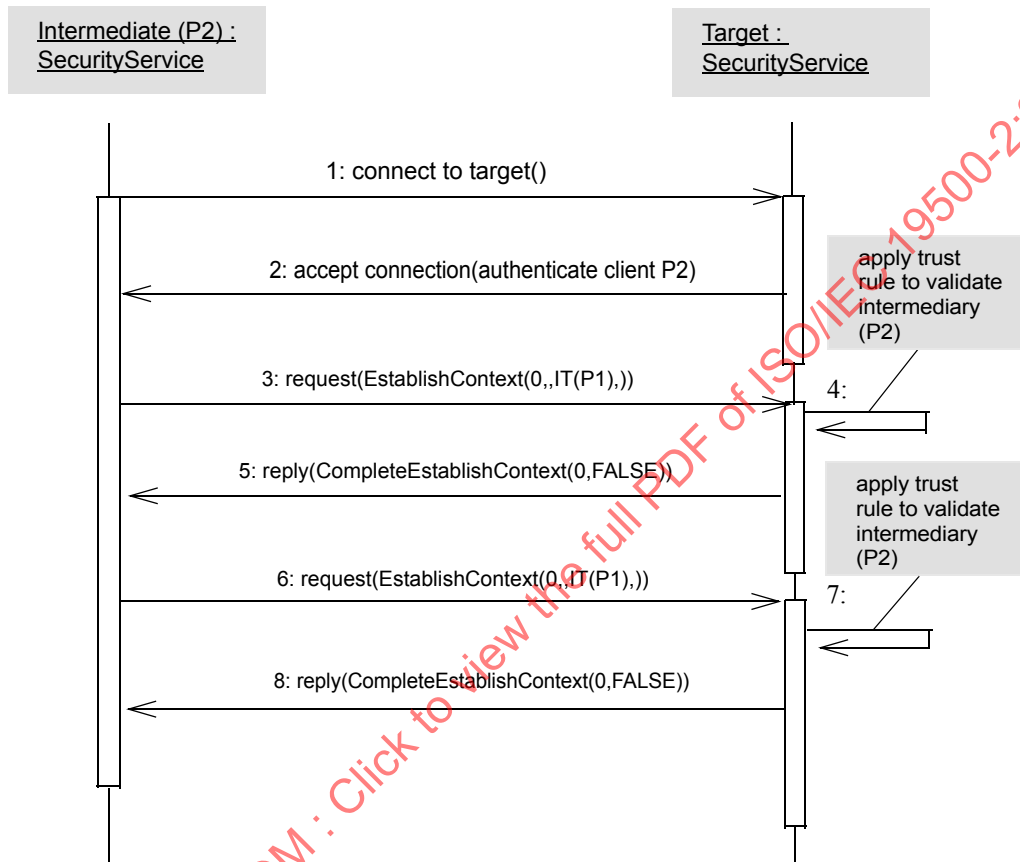 Intermediate (P2) :
SecurityService
Target :
SecurityService
1: connect to target()
2: accept connection(authenticate client P2)
apply trust
rule to validate
intermediary
(P2)
3: request(EstablishContext(0,,IT(P1),))
4:
5: reply(CompleteEstablishContext(0,FALSE))
apply trust
rule to validate
intermediary
(P2)
6: request(EstablishContext(0,,IT(P1),))
7:
8: reply(CompleteEstablishContext(0,FALSE))
: Click to view the full PDF of ISO/IEC 19500-2: